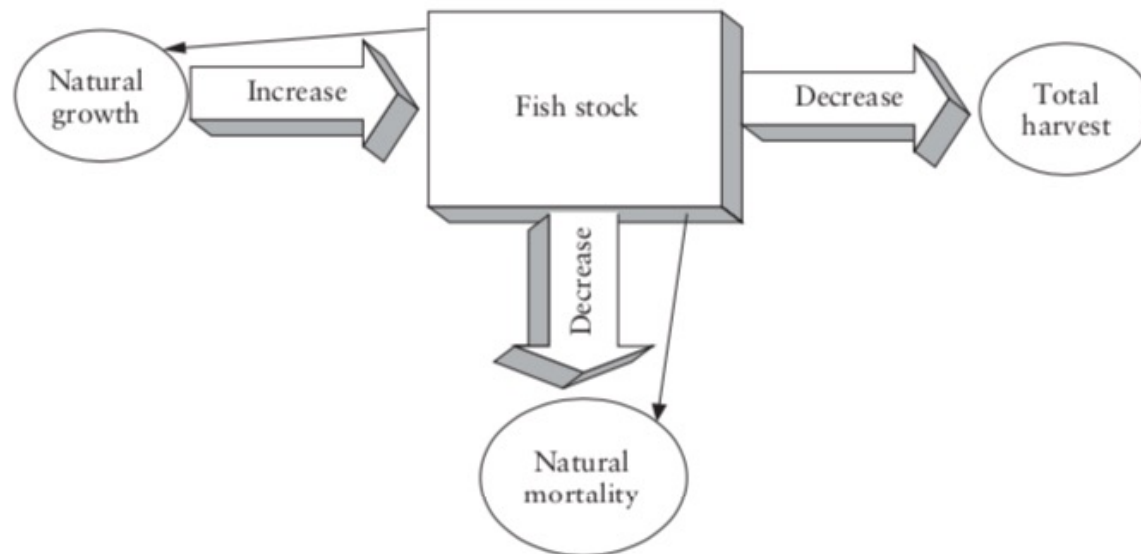 Natural
growth
Increase
Fish stock
Decrease
Total
harvest
Decrease
Natural
mortality